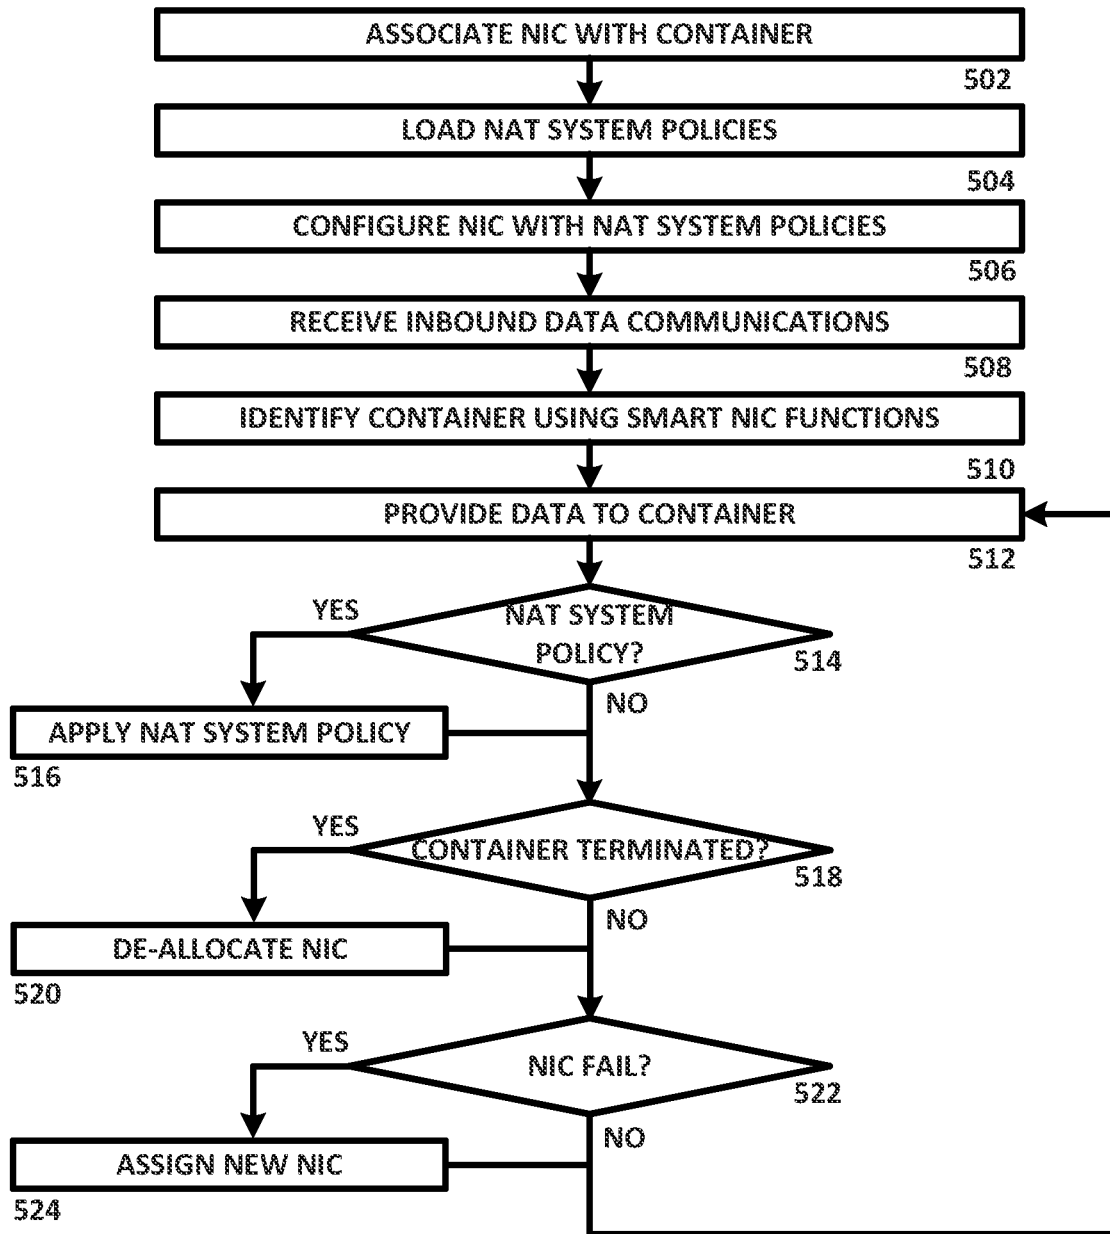 ASSOCIATE NIC WITH CONTAINER
502
LOAD NAT SYSTEM POLICIES
504
CONFIGURE NIC WITH NAT SYSTEM POLICIES
506
RECEIVE INBOUND DATA COMMUNICATIONS
508
IDENTIFY CONTAINER USING SMART NIC FUNCTIONS
510
PROVIDE DATA TO CONTAINER
512
YES
NAT SYSTEM
POLICY?
514
NO
APPLY NAT SYSTEM POLICY
516
YES
CONTAINER TERMINATED?
518
NO
DE-ALLOCATE NIC
520
YES
NIC FAIL?
522
NO
ASSIGN NEW NIC
524